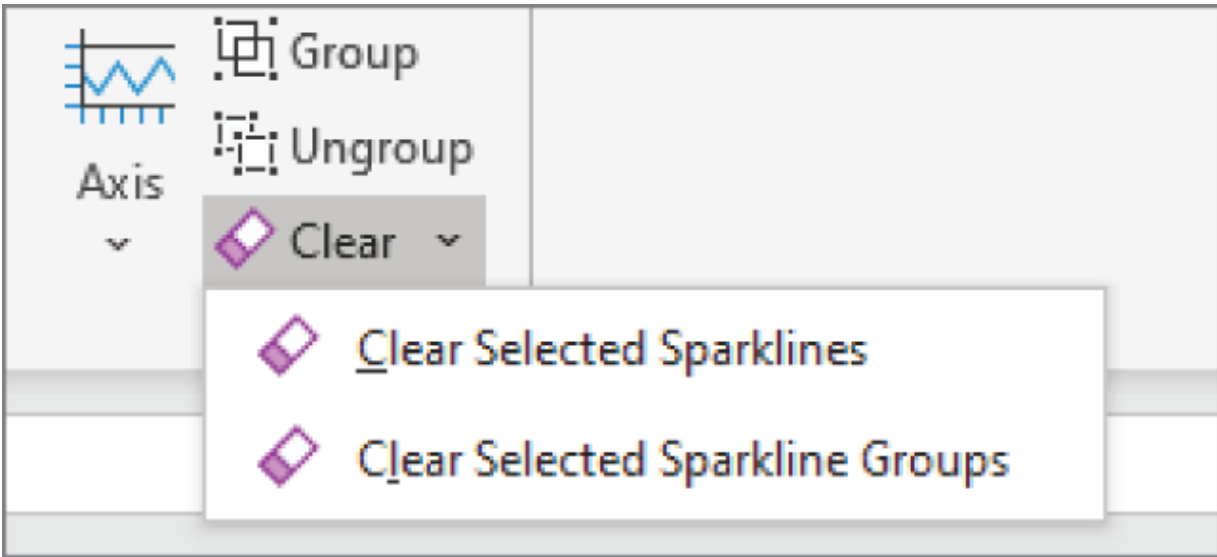 Group
Ungroup
Axis
Clear
Clear Selected Sparklines
Clear Selected Sparkline Groups